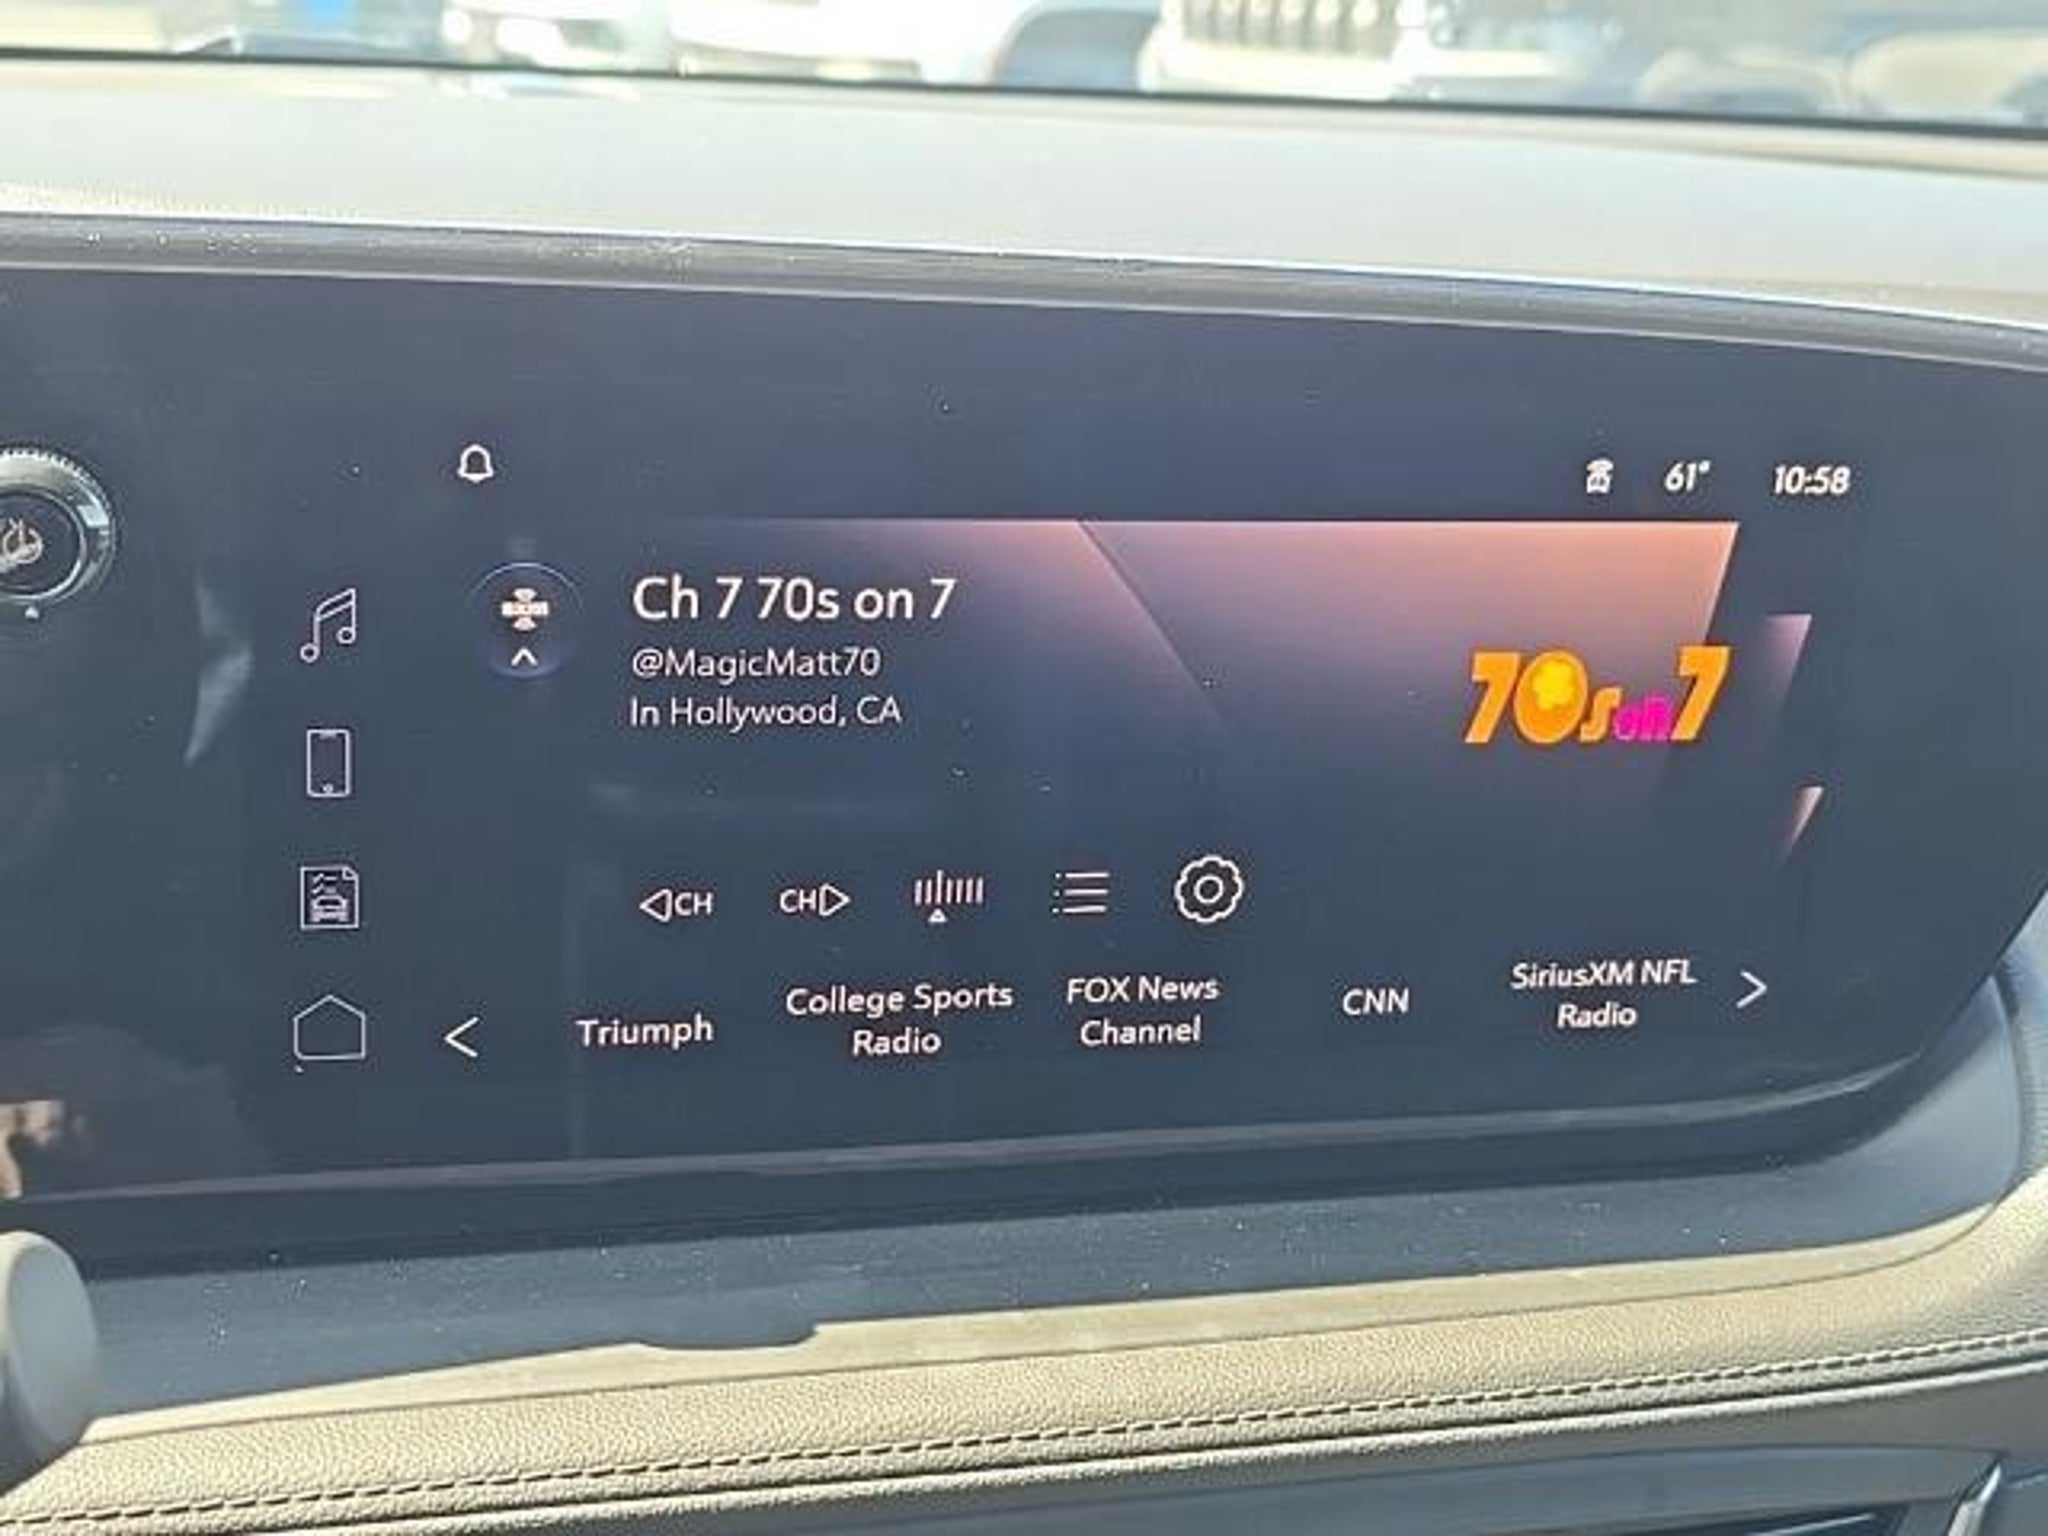 61° 10:58
Ch 7 70s on 7
@MagicMatt70
In Hollywood, CA
70s on 7
CH CH
Triumph
College Sports
Radio
FOX News
Channel
CNN
SiriusXM NFL
Radio